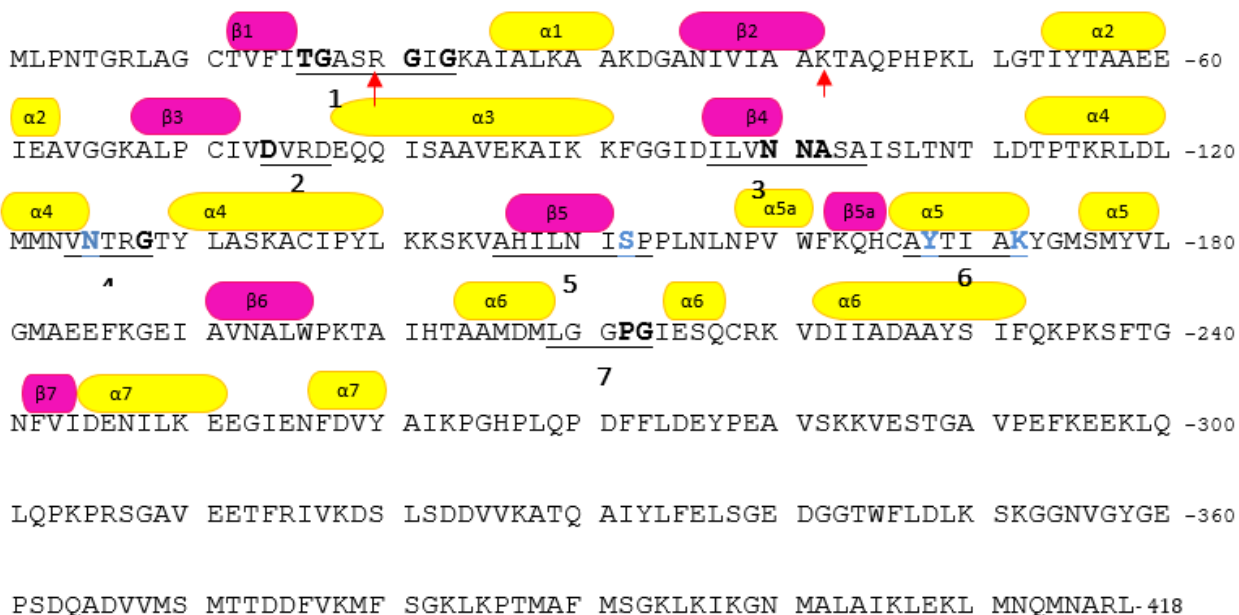 β1 α1 β2 α2
MLPNTGRLAG CTVFITGASR GIGKAIALKA AKDGANIVIA AKTAQPHPKL LGTIYTAAEE -60
1
α2 β3 α3 β4 α4
IEAVGGKALP CIVDVRDEQQ ISAAVEKAIK KFGGIDILVN NASAISLTNT LDTPTKRLDL -120
2 3
α4 α4 β5 α5a β5a α5 α5
MMNVNTRGTY LASKACIPYL KKSKVAHILN ISPPLNLNPV WFKQHCAYTI AKYGMSMYVL -180
5 6
β6 α6 α6 α6
GMAEEFKGEI AVNALWPKTA IHTAAMDMLG GPGIESQCRK VDIIADAAYS IFQKPKSFTG -240
7
β7 α7 α7
NFVIDENILK EEGIENFDVY AIKPGHPLQP DFFLDEYPEA VSKKVESTGA VPEFKEEKLQ -300
LQPKPRSGAV EETFRIVKDS LSDDVVKATQ AIYLFELSGE DGGTWFLDLK SKGGNVGYGE -360
PSDQADVVMS MTTDDFVKMF SGKLKPTMAF MSGKLKIKGN MALAIKLEKL MNQMNARL-418